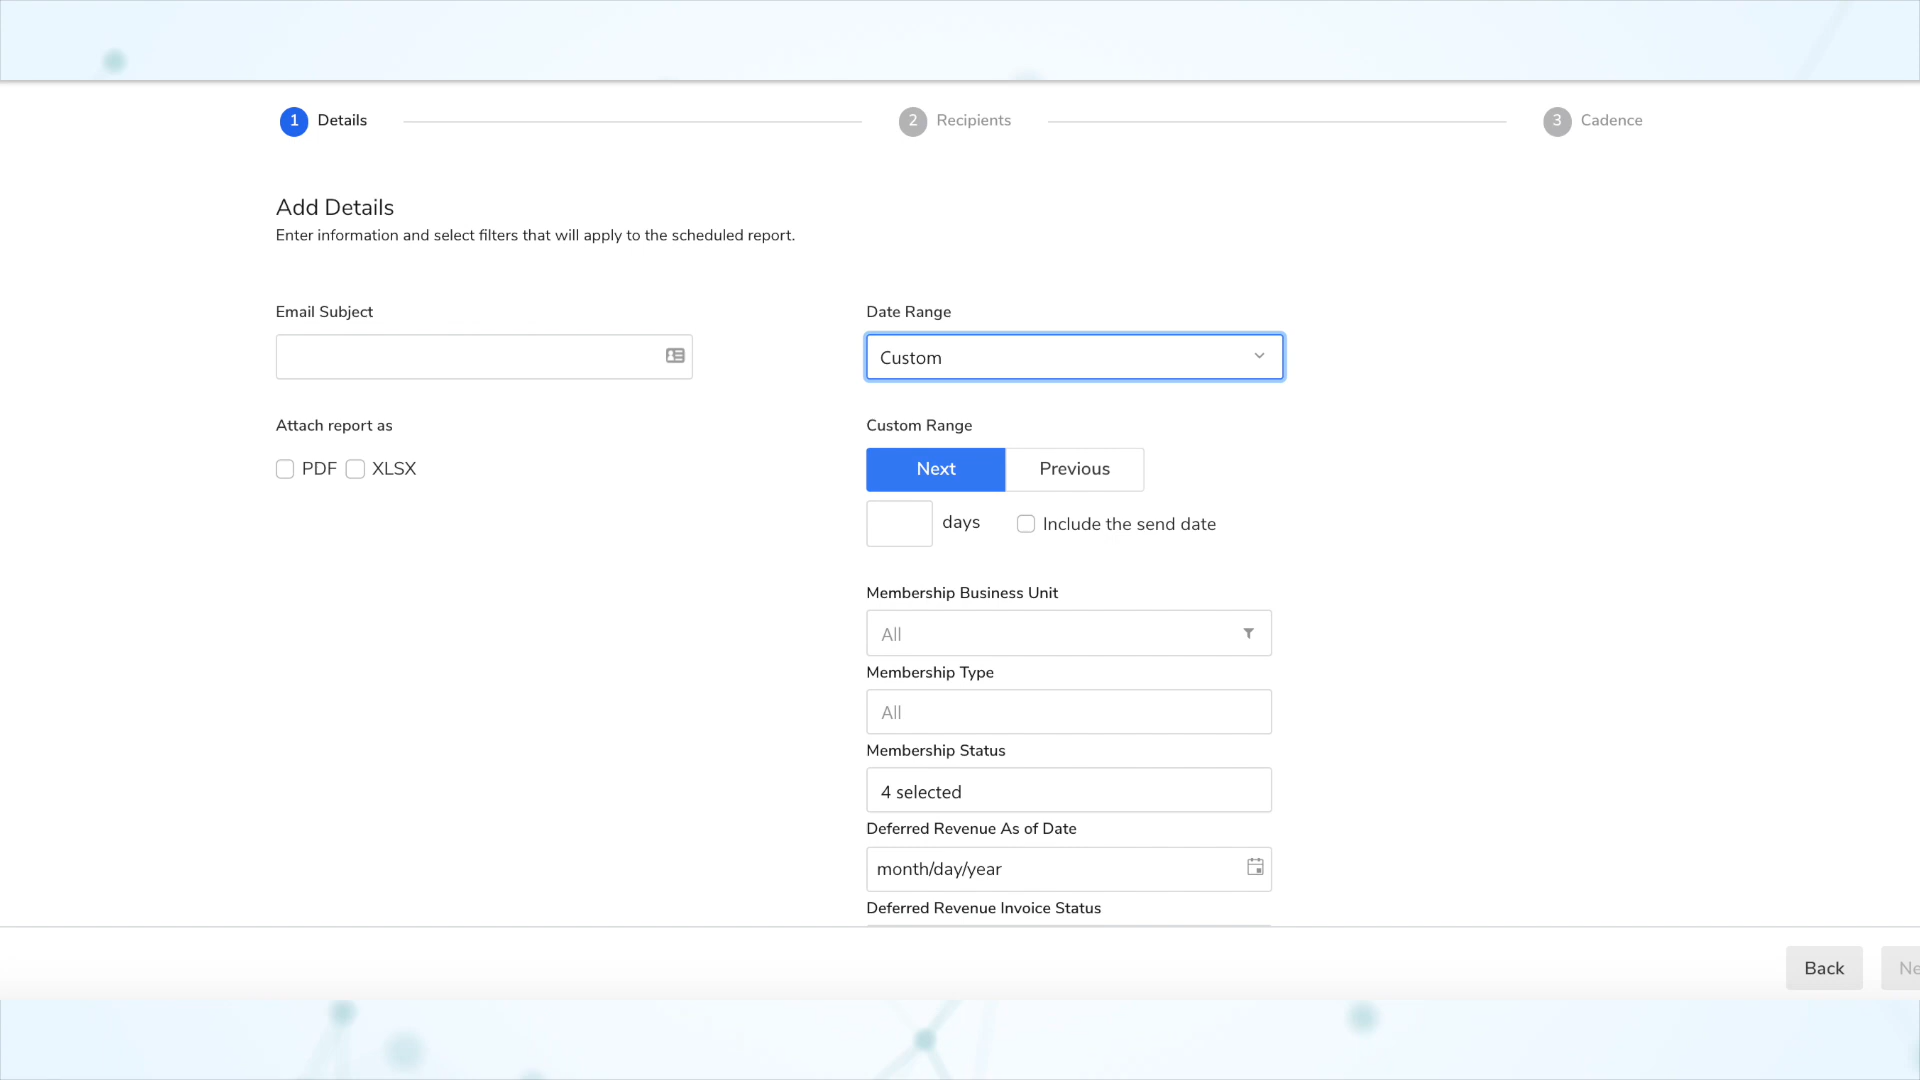 1 Details
2 Recipients
3 Cadence
Add Details
Enter information and select filters that will apply to the scheduled report.
Email Subject
Attach report as
PDF XLSX
Date Range
Custom
Custom Range
Next Previous
days Include the send date
Membership Business Unit
All
Membership Type
All
Membership Status
4 selected
Deferred Revenue As of Date
month/day/year
Deferred Revenue Invoice Status
Back
Ne